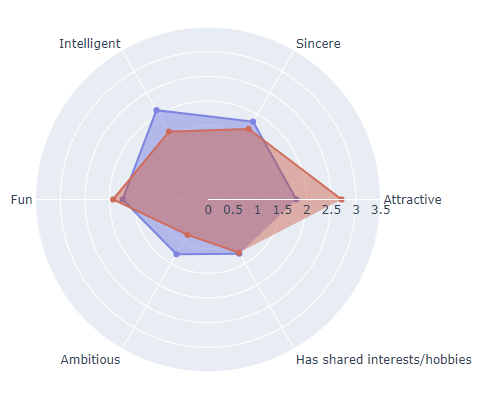 Intelligent
Sincere
Fun
Attractive
0 0.5 1 1.5 2 2.5 3 3.5
Ambitious
Has shared interests/hobbies